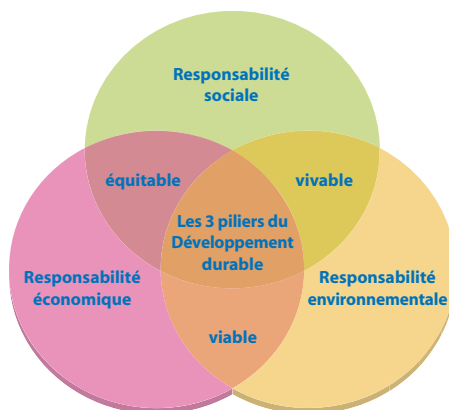 Responsabilité
sociale
équitable
vivable
Les 3 piliers du
Développement
durable
Responsabilité
économique
Responsabilité
environnementale
viable